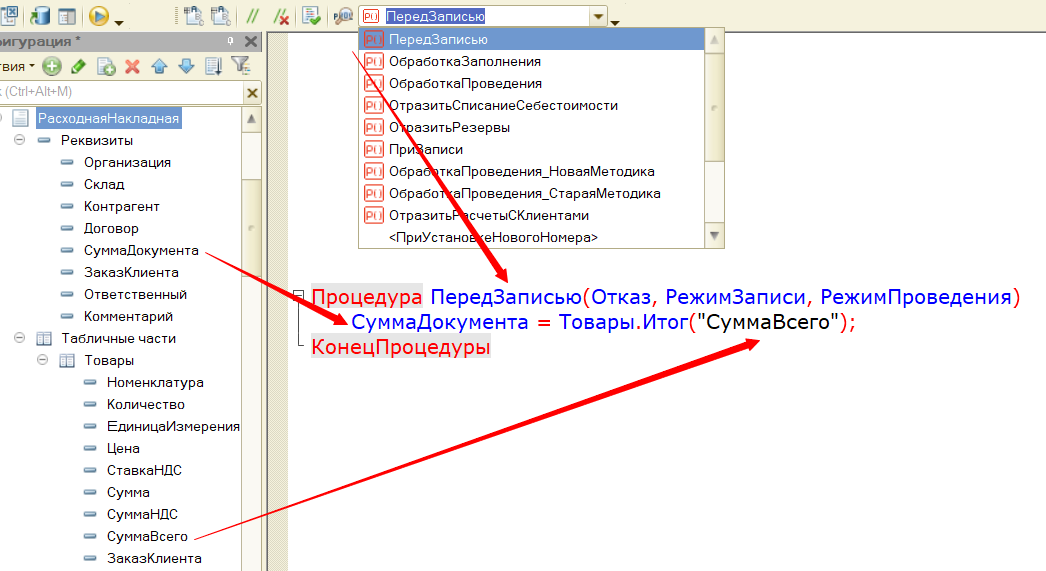 P() ПередЗаписью
фигурация *
твия
(Ctrl+Alt+M)
РасходнаяНакладная
Реквизиты
Организация
Склад
Контрагент
Договор
СуммаДокумента
ЗаказКлиента
Ответственный
Комментарий
Табличные части
Товары
Номенклатура
Количество
ЕдиницаИзмерения
Цена
СтавкаНДС
Сумма
СуммаНДС
СуммаВсего
ЗаказКлиента
P() ПередЗаписью
P() ОбработкаЗаполнения
P() ОбработкаПроведения
P() ОтразитьСписаниеСебестоимости
P() ОтразитьРезервы
P() ПриЗаписи
P() ОбработкаПроведения_НоваяМетодика
P() ОбработкаПроведения_СтараяМетодика
P() ОтразитьРасчетыСКлиентами
<ПриУстановкеНовогоНомера>
Процедура ПередЗаписью(Отказ, РежимЗаписи, РежимПроведения)
СуммаДокумента = Товары.Итог("СуммаВсего");
КонецПроцедуры